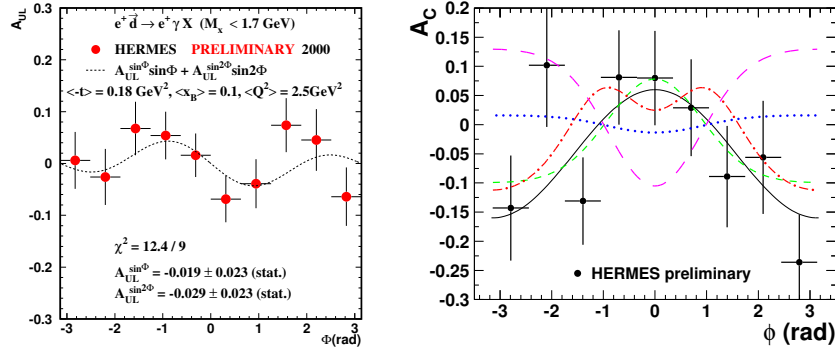 e⁺ d⃗ → e⁺ γ X (Mₓ < 1.7 GeV)
HERMES PRELIMINARY 2000
A_UL^sinΦ sinΦ + A_UL^sin2Φ sin2Φ
<-t> = 0.18 GeV², <x_B> = 0.1, <Q²> = 2.5GeV²
A_UL
0.3
0.2
0.1
0
-0.1
-0.2
-0.3
χ² = 12.4 / 9
A_UL^sinΦ = -0.019 ± 0.023 (stat.)
A_UL^sin2Φ = -0.029 ± 0.023 (stat.)
-3 -2 -1 0 1 2 3
Φ(rad)
A_C
0.2
0.15
0.1
0.05
0
-0.05
-0.1
-0.15
-0.2
-0.25
-0.3
HERMES preliminary
-3 -2 -1 0 1 2 3
ϕ (rad)